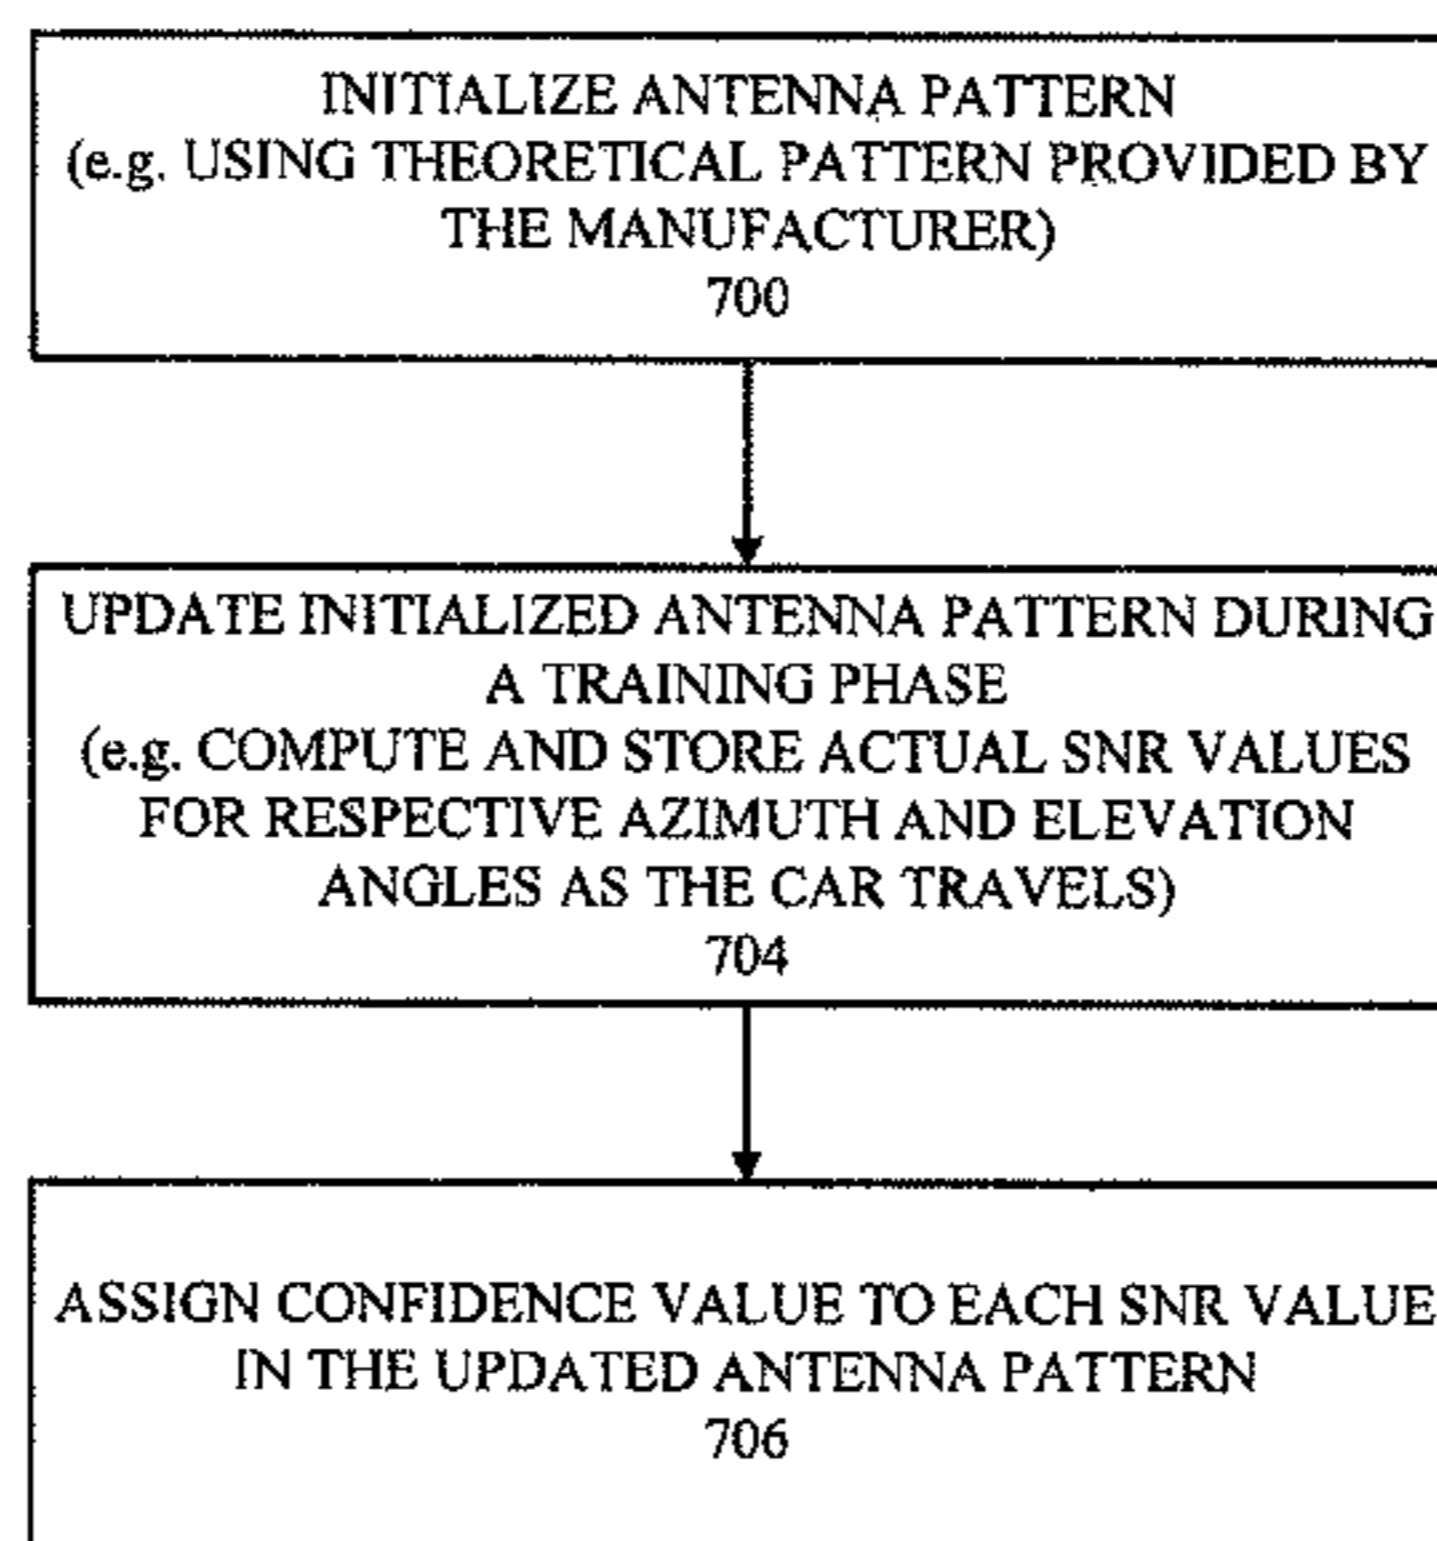 INITIALIZE ANTENNA PATTERN
(e.g. USING THEORETICAL PATTERN PROVIDED BY
THE MANUFACTURER)
700
UPDATE INITIALIZED ANTENNA PATTERN DURING
A TRAINING PHASE
(e.g. COMPUTE AND STORE ACTUAL SNR VALUES
FOR RESPECTIVE AZIMUTH AND ELEVATION
ANGLES AS THE CAR TRAVELS)
704
ASSIGN CONFIDENCE VALUE TO EACH SNR VALUE
IN THE UPDATED ANTENNA PATTERN
706